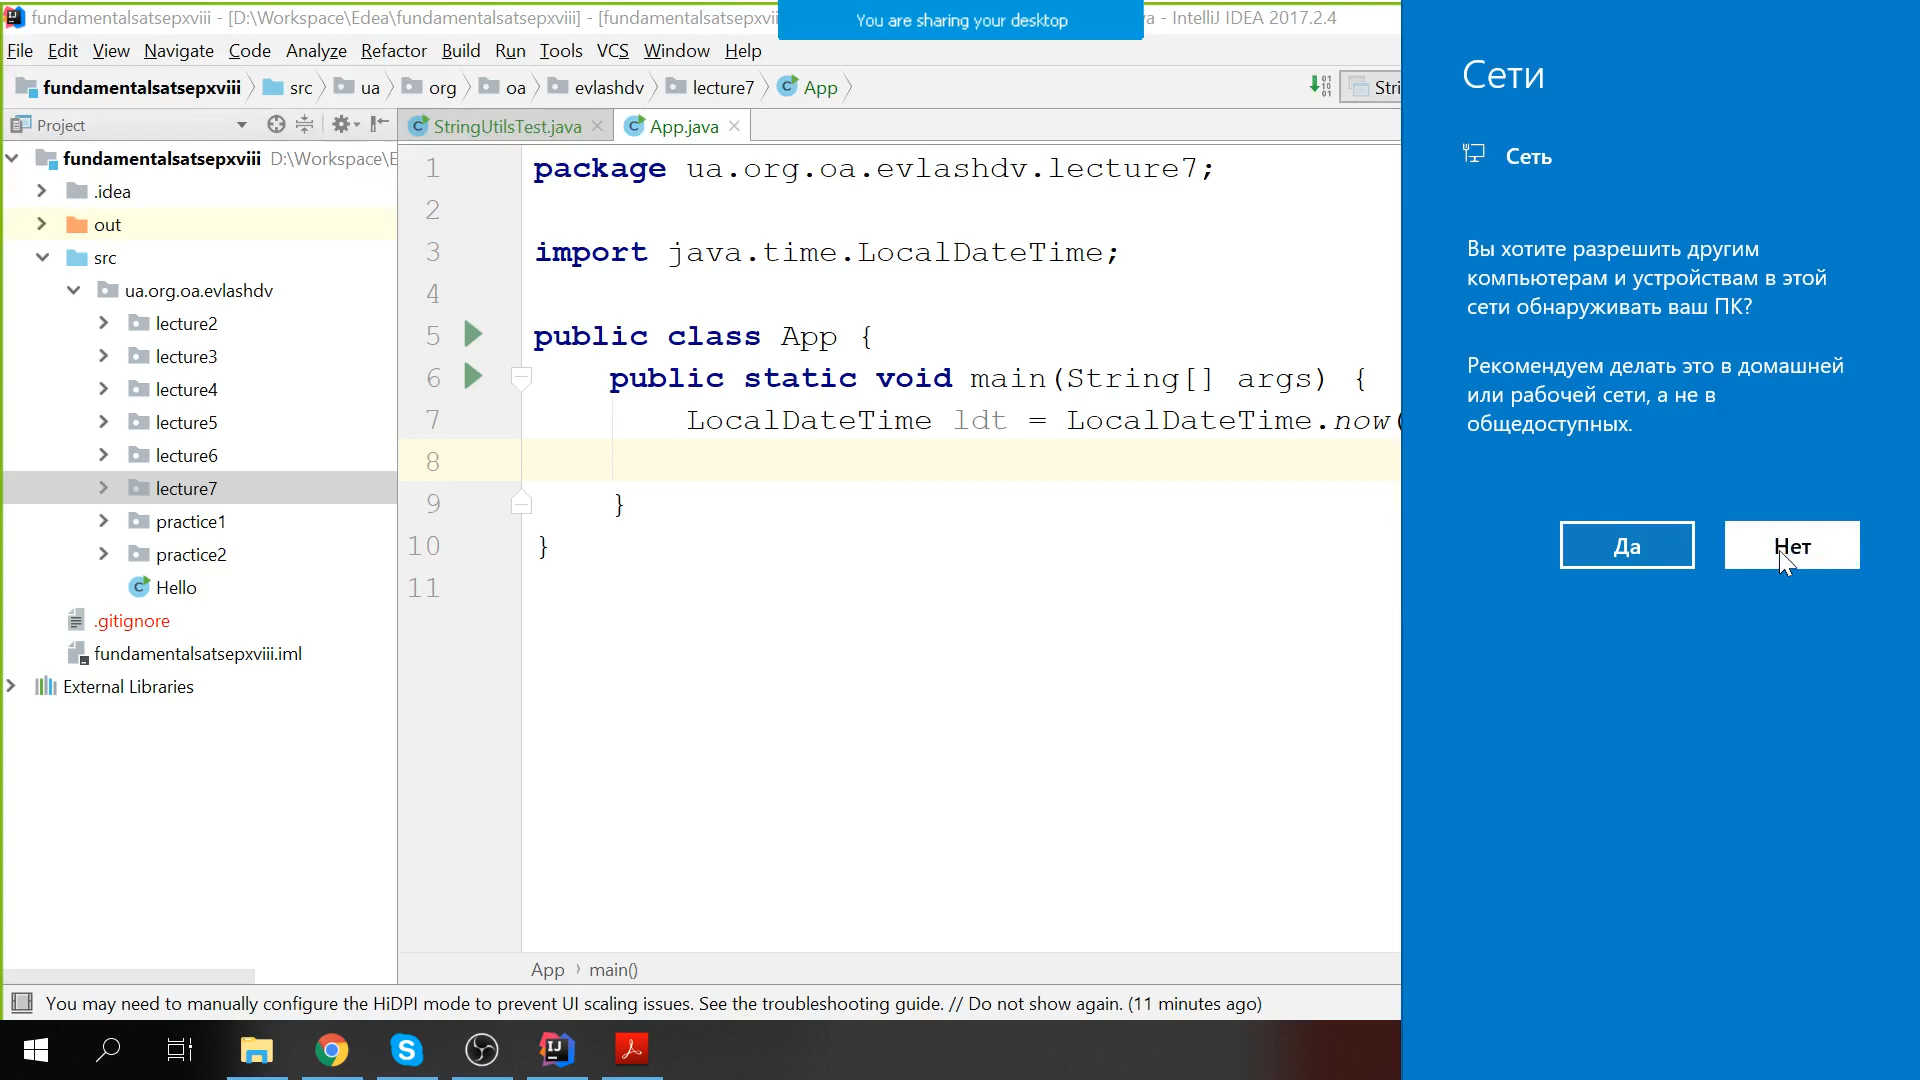 fundamentalsatsepxviii - [D:\Workspace\Edea\fundamentalsatsepxviii] - [fundamentalsatsepxvii
You are sharing your desktop
a - IntelliJ IDEA 2017.2.4
File Edit View Navigate Code Analyze Refactor Build Run Tools VCS Window Help
fundamentalsatsepxviii src ua org oa evlashdv lecture7 App
Stri
Project
StringUtilsTest.java App.java
fundamentalsatsepxviii D:\Workspace\E
.idea
out
src
ua.org.oa.evlashdv
lecture2
lecture3
lecture4
lecture5
lecture6
lecture7
practice1
practice2
Hello
.gitignore
fundamentalsatsepxviii.iml
External Libraries
1 package ua.org.oa.evlashdv.lecture7;
2
3 import java.time.LocalDateTime;
4
5 public class App {
6 public static void main(String[] args) {
7 LocalDateTime ldt = LocalDateTime.now(
8
9 }
10 }
11
App › main()
You may need to manually configure the HiDPI mode to prevent UI scaling issues. See the troubleshooting guide. // Do not show again. (11 minutes ago)
Сети
Сеть
Вы хотите разрешить другим
компьютерам и устройствам в этой
сети обнаруживать ваш ПК?
Рекомендуем делать это в домашней
или рабочей сети, а не в
общедоступных.
Да Нет